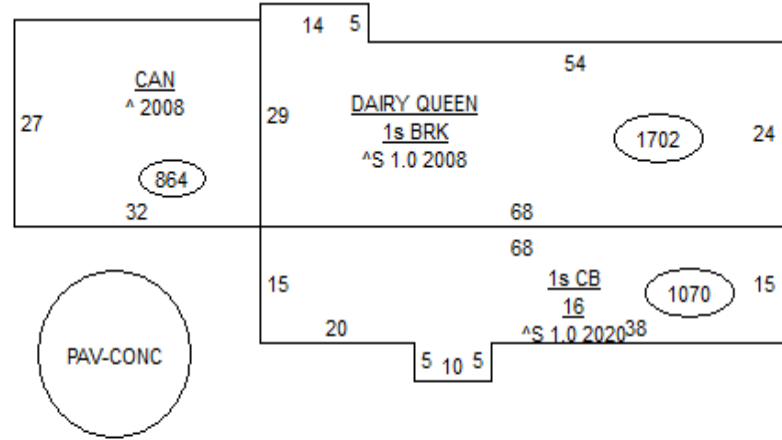 14 5
54
CAN
^ 2008
27
864
32
29
DAIRY QUEEN
1s BRK
^S 1.0 2008
1702
24
68
68
15
1s CB
16
^S 1.0 2020
1070
15
20
38
5 10 5
PAV-CONC